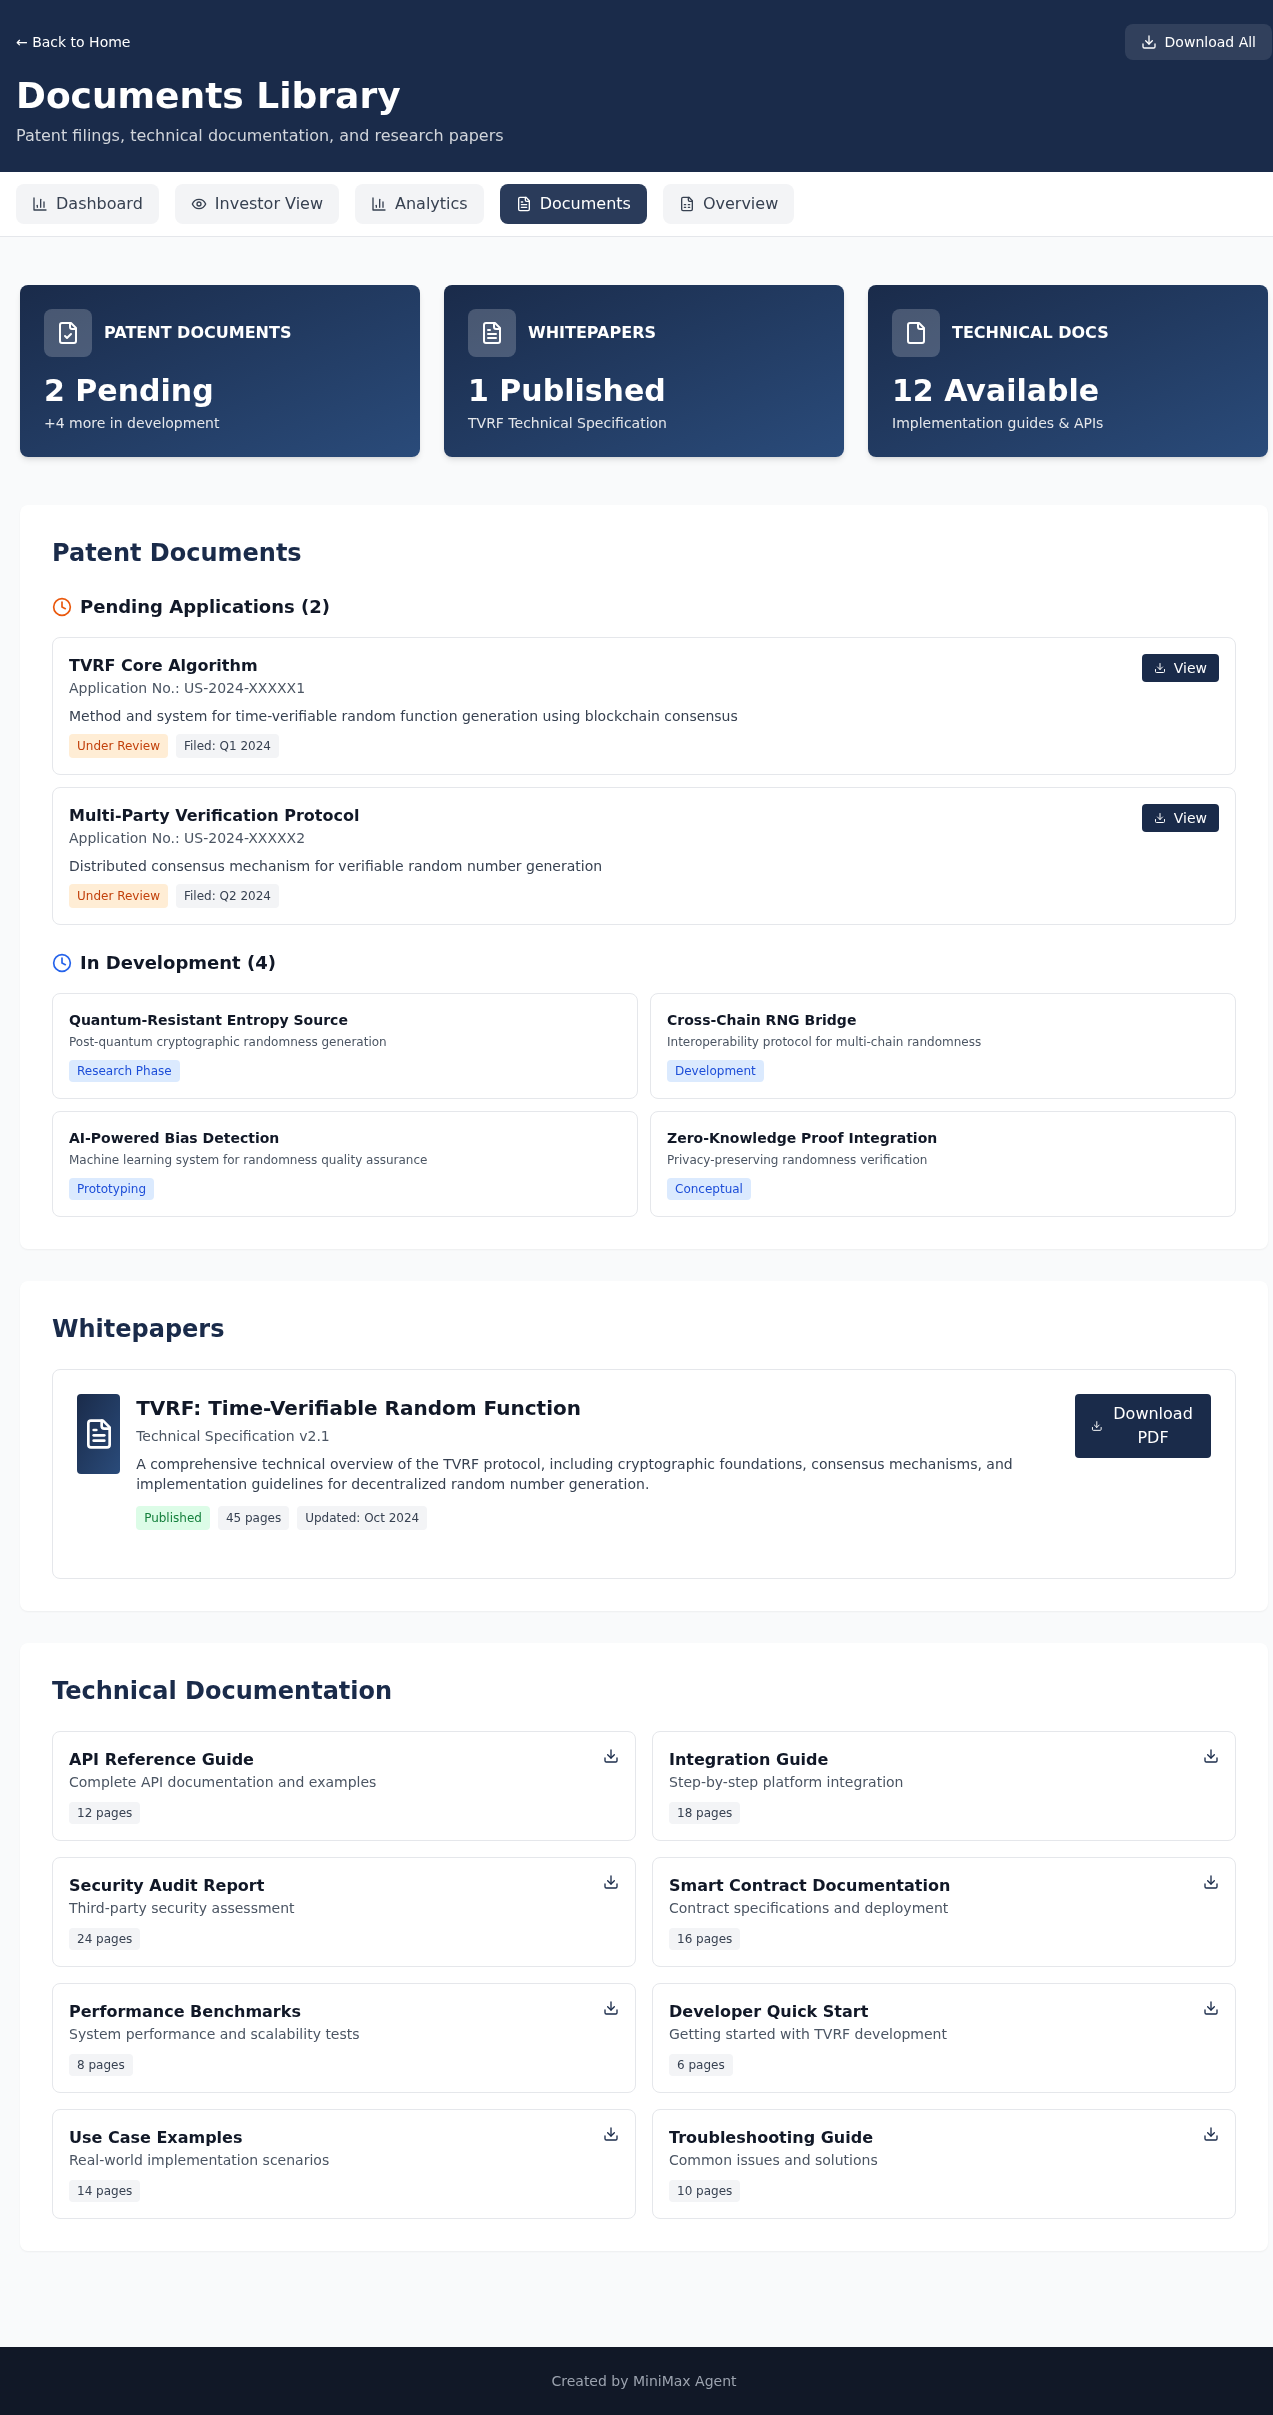 ← Back to Home
Download All
Documents Library
Patent filings, technical documentation, and research papers
Dashboard
Investor View
Analytics
Documents
Overview
PATENT DOCUMENTS
2 Pending
+4 more in development
WHITEPAPERS
1 Published
TVRF Technical Specification
TECHNICAL DOCS
12 Available
Implementation guides & APIs
Patent Documents
Pending Applications (2)
TVRF Core Algorithm
View
Application No.: US-2024-XXXXX1
Method and system for time-verifiable random function generation using blockchain consensus
Under Review
Filed: Q1 2024
Multi-Party Verification Protocol
View
Application No.: US-2024-XXXXX2
Distributed consensus mechanism for verifiable random number generation
Under Review
Filed: Q2 2024
In Development (4)
Quantum-Resistant Entropy Source
Post-quantum cryptographic randomness generation
Research Phase
Cross-Chain RNG Bridge
Interoperability protocol for multi-chain randomness
Development
AI-Powered Bias Detection
Machine learning system for randomness quality assurance
Prototyping
Zero-Knowledge Proof Integration
Privacy-preserving randomness verification
Conceptual
Whitepapers
TVRF: Time-Verifiable Random Function
Technical Specification v2.1
A comprehensive technical overview of the TVRF protocol, including cryptographic foundations, consensus mechanisms, and
implementation guidelines for decentralized random number generation.
Published
45 pages
Updated: Oct 2024
Download
PDF
Technical Documentation
API Reference Guide
Complete API documentation and examples
12 pages
Integration Guide
Step-by-step platform integration
18 pages
Security Audit Report
Third-party security assessment
24 pages
Smart Contract Documentation
Contract specifications and deployment
16 pages
Performance Benchmarks
System performance and scalability tests
8 pages
Developer Quick Start
Getting started with TVRF development
6 pages
Use Case Examples
Real-world implementation scenarios
14 pages
Troubleshooting Guide
Common issues and solutions
10 pages
Created by MiniMax Agent